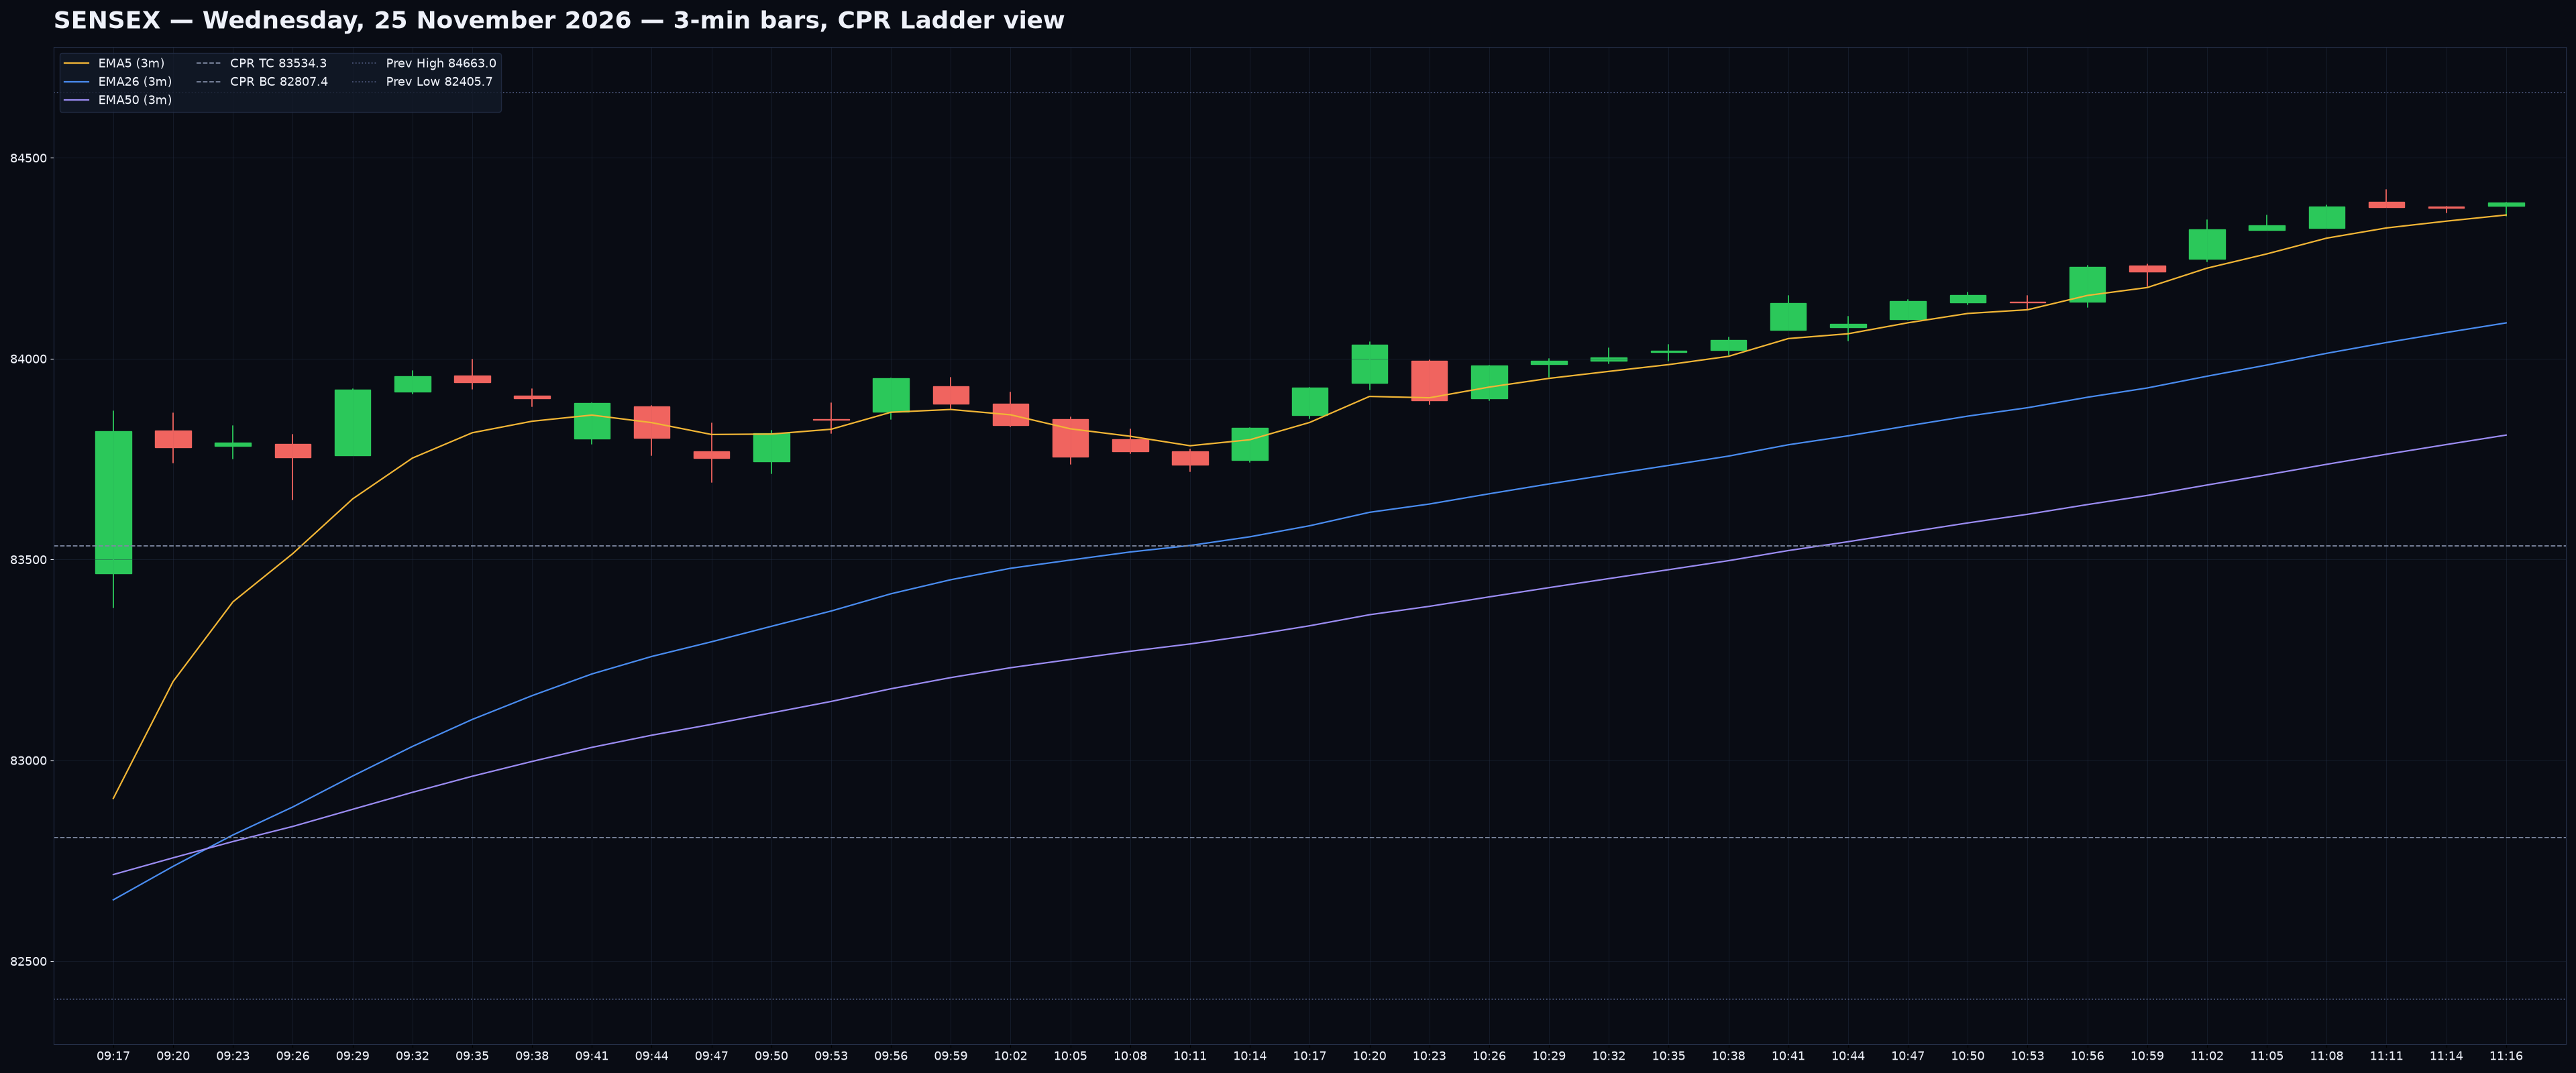 SENSEX — Wednesday, 25 November 2026 — 3-min bars, CPR Ladder view
EMA5 (3m) CPR TC 83534.3 Prev High 84663.0
EMA26 (3m) CPR BC 82807.4 Prev Low 82405.7
EMA50 (3m)
84500
84000
83500
83000
82500
09:17 09:20 09:23 09:26 09:29 09:32 09:35 09:38 09:41 09:44 09:47 09:50 09:53 09:56 09:59 10:02 10:05 10:08 10:11 10:14 10:17 10:20 10:23 10:26 10:29 10:32 10:35 10:38 10:41 10:44 10:47 10:50 10:53 10:56 10:59 11:02 11:05 11:08 11:11 11:14 11:16